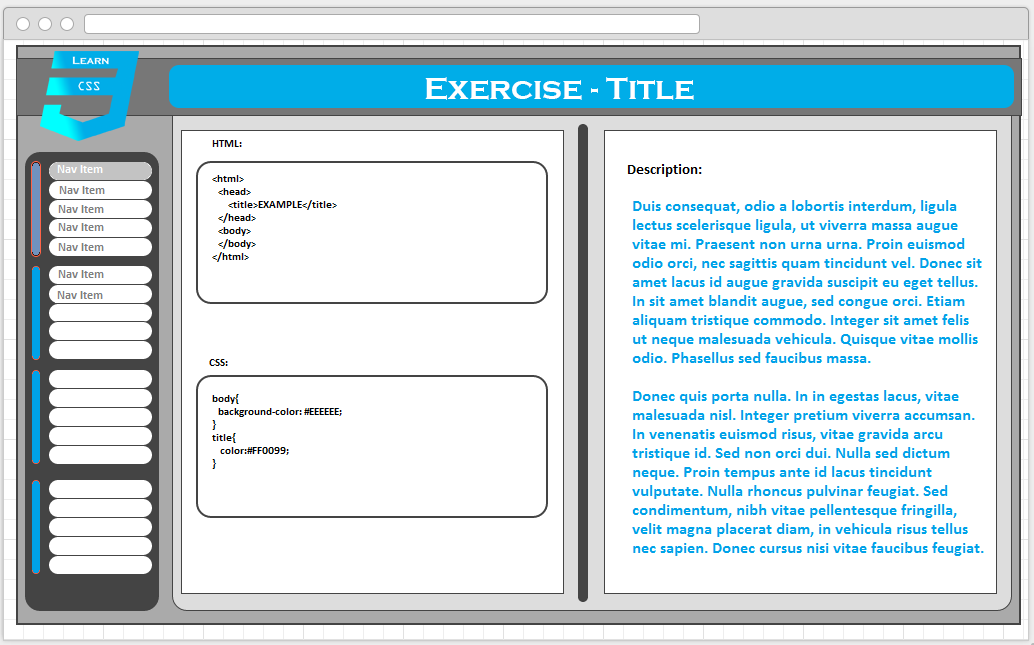 LEARN
CSS
EXERCISE - TITLE
Nav Item
Nav Item
Nav Item
Nav Item
Nav Item
Nav Item
Nav Item
HTML:
<html>
<head>
<title>EXAMPLE</title>
</head>
<body>
</body>
</html>
CSS:
body{
background-color: #EEEEEE;
}
title{
color:#FF0099;
}
Description:
Duis consequat, odio a lobortis interdum, ligula
lectus scelerisque ligula, ut viverra massa augue
vitae mi. Praesent non urna urna. Proin euismod
odio orci, nec sagittis quam tincidunt vel. Donec sit
amet lacus id augue gravida suscipit eu eget tellus.
In sit amet blandit augue, sed congue orci. Etiam
aliquam tristique commodo. Integer sit amet felis
ut neque malesuada vehicula. Quisque vitae mollis
odio. Phasellus sed faucibus massa.
Donec quis porta nulla. In in egestas lacus, vitae
malesuada nisl. Integer pretium viverra accumsan.
In venenatis euismod risus, vitae gravida arcu
tristique id. Sed non orci dui. Nulla sed dictum
neque. Proin tempus ante id lacus tincidunt
vulputate. Nulla rhoncus pulvinar feugiat. Sed
condimentum, nibh vitae pellentesque fringilla,
velit magna placerat diam, in vehicula risus tellus
nec sapien. Donec cursus nisi vitae faucibus feugiat.